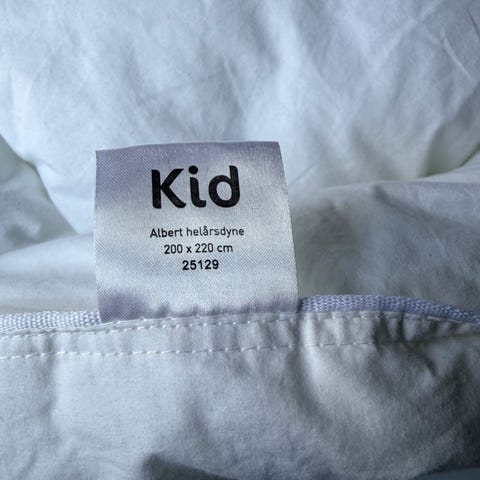 Kid
Albert helårsdyne
200 x 220 cm
25129